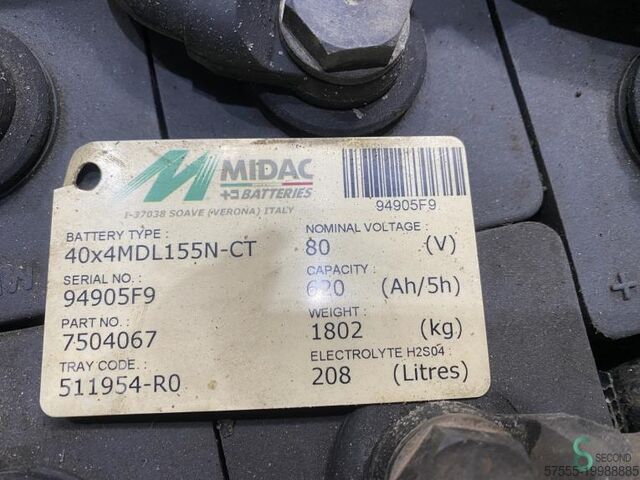 MIDAC
BATTERIES
I-37038 SOAVE (VERONA) ITALY
94905F9
BATTERY TYPE :
40x4MDL155N-CT
SERIAL NO. :
94905F9
PART NO. :
7504067
TRAY CODE. :
511954-R0
NOMINAL VOLTAGE :
80 (V)
CAPACITY :
620 (Ah/5h)
WEIGHT :
1802 (kg)
ELECTROLYTE H2S04 :
208 (Litres)
SECOND
57555-19988885